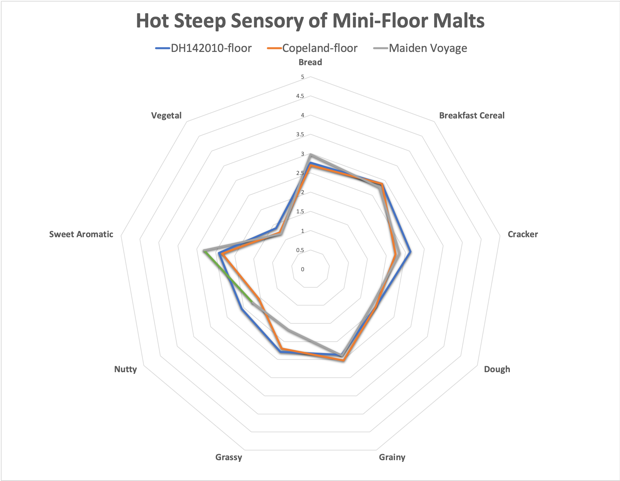 Hot Steep Sensory of Mini-Floor Malts
DH142010-floor Copeland-floor Maiden Voyage
Bread
5
4.5
Vegetal Breakfast Cereal
4
3.5
3
2.5
2
1.5
Sweet Aromatic Cracker
1
0.5
0
Nutty Dough
Grassy Grainy